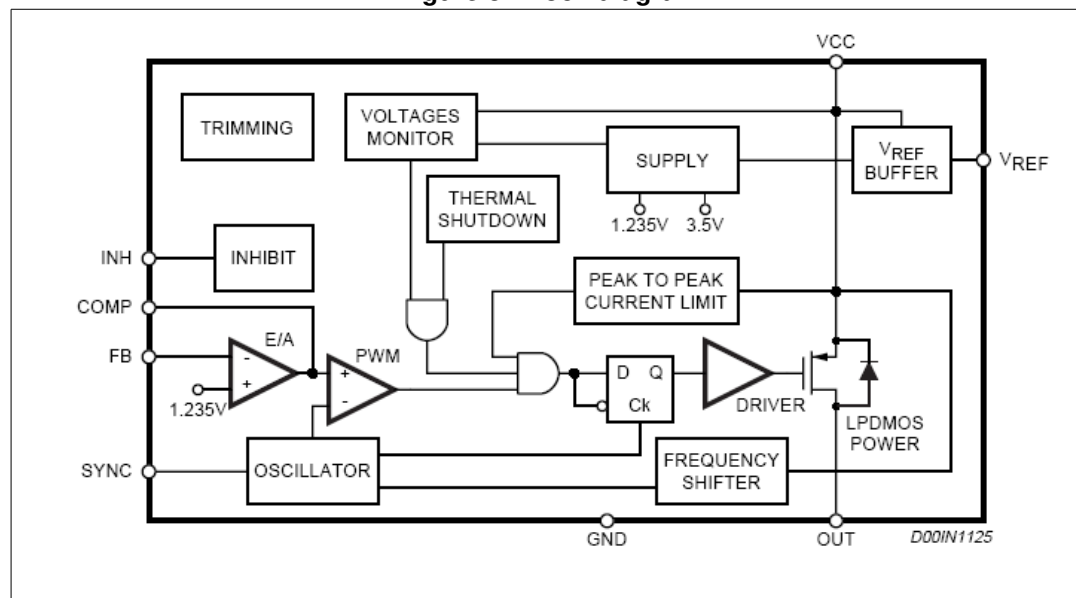 VCC
TRIMMING
VOLTAGES
MONITOR
SUPPLY
VREF
BUFFER
VREF
THERMAL
SHUTDOWN
1.235V
3.5V
INH
INHIBIT
PEAK TO PEAK
CURRENT LIMIT
COMP
E/A
FB
-
+
1.235V
PWM
+
-
D
Q
Ck
DRIVER
LPDMOS
POWER
SYNC
OSCILLATOR
FREQUENCY
SHIFTER
GND
OUT
D00IN1125